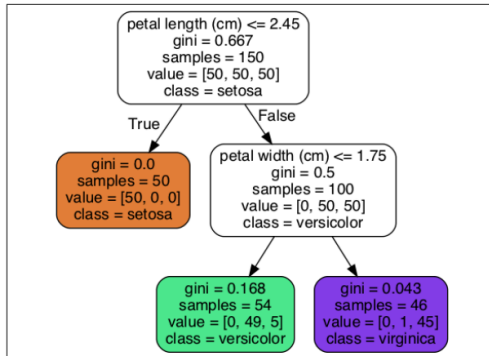 petal length (cm) <= 2.45
gini = 0.667
samples = 150
value = [50, 50, 50]
class = setosa
True
False
gini = 0.0
samples = 50
value = [50, 0, 0]
class = setosa
petal width (cm) <= 1.75
gini = 0.5
samples = 100
value = [0, 50, 50]
class = versicolor
gini = 0.168
samples = 54
value = [0, 49, 5]
class = versicolor
gini = 0.043
samples = 46
value = [0, 1, 45]
class = virginica